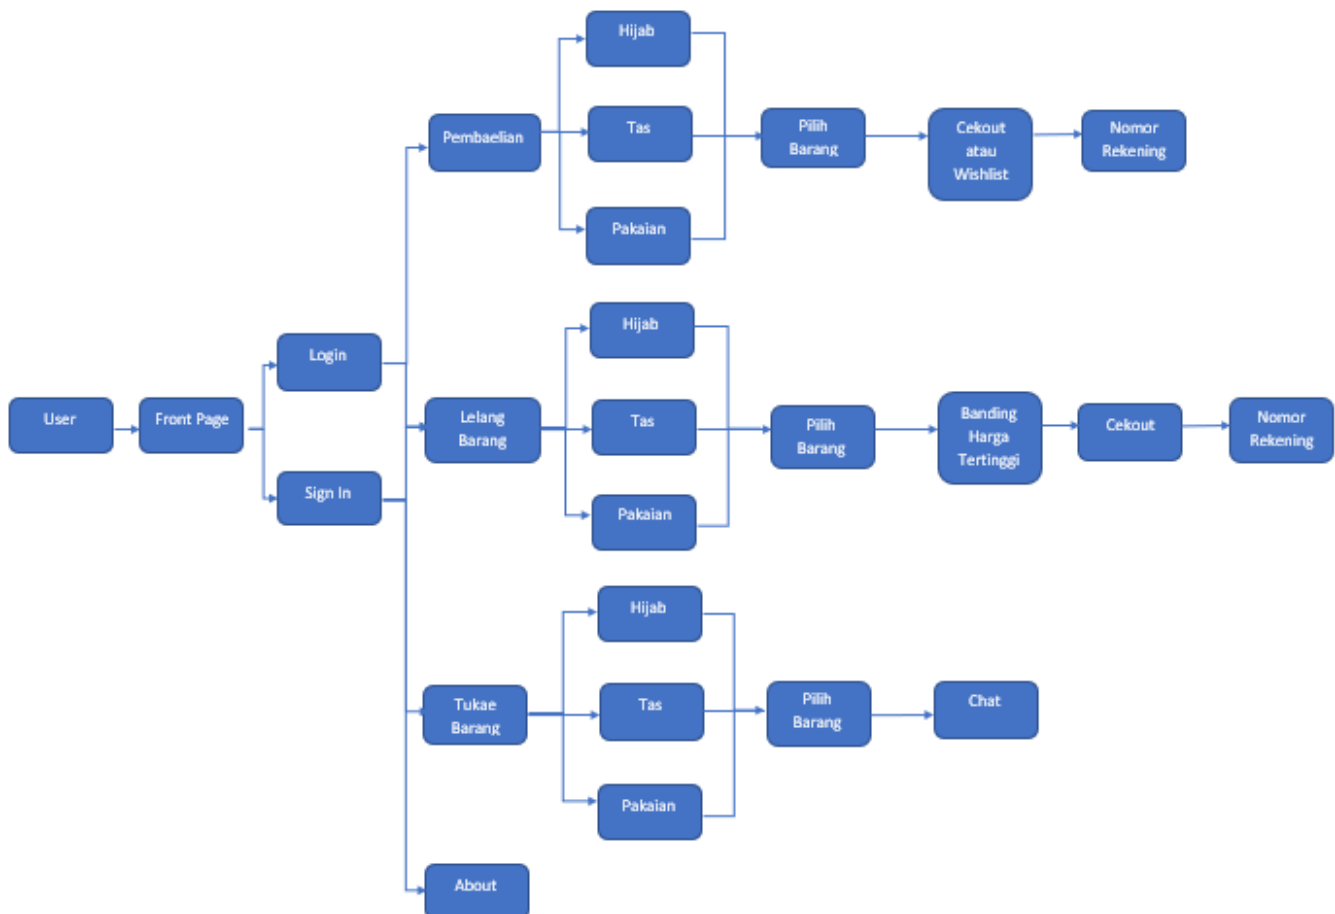 User
Front Page
Login
Sign In
Pembaelian
Hijab
Tas
Pakaian
Pilih
Barang
Cekout
atau
Wishlist
Nomor
Rekening
Lelang
Barang
Hijab
Tas
Pakaian
Pilih
Barang
Banding
Harga
Tertinggi
Cekout
Nomor
Rekening
Tukae
Barang
Hijab
Tas
Pakaian
Pilih
Barang
Chat
About